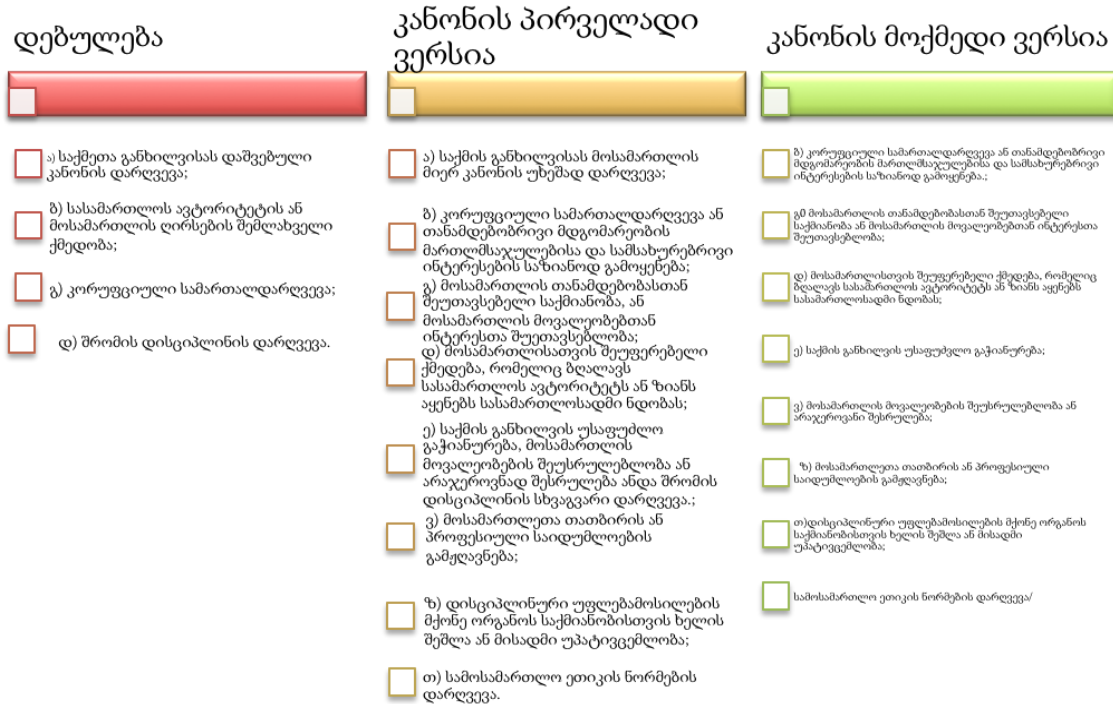 დებულება
ა) საქმეთა განხილვისას დაშვებული
კანონის დარღვევა;
ბ) სასამართლოს ავტორიტეტის ან
მოსამართლის ღირსების შემლახველი
ქმედობა;
გ) კორუფციული სამართალდარღვევა;
დ) შრომის დისციპლინის დარღვევა.
კანონის პირველადი
ვერსია
ა) საქმის განხილვისას მოსამართლის
მიერ კანონის უხეშად დარღვევა;
ბ) კორუფციული სამართალდარღვევა ან
თანამდებობრივი მდგომარეობის
მართლმსაჯულებისა და სამსახურებრივი
ინტერესების საზიანოდ გამოყენება;
გ) მოსამართლის თანამდებობასთან
შეუთავსებელი საქმიანობა, ან
მოსამართლის მოვალეობებთან
ინტერესთა შუეთავსებლობა;
დ) მოსამართლისათვის შეუფერებელი
ქმედება, რომელიც ბღალავს
სასამართლოს ავტორიტეტს ან ზიანს
აყენებს სასამართლოსადმი ნდობას;
ე) საქმის განხილვის უსაფუძვლო
გაჭიანურება, მოსამართლის
მოვალეობების შეუსრულებლობა ან
არაჯეროვნად შესრულება ანდა შრომის
დისციპლინის სხვაგვარი დარღვევა.;
ვ) მოსამართლეთა თათბირის ან
პროფესიული საიდუმლოების
გამჟღავნება;
ზ) დისციპლინური უფლებამოსილების
მქონე ორგანოს საქმიანობისთვის ხელის
შეშლა ან მისადმი უპატივცემლობა;
თ) სამოსამართლო ეთიკის ნორმების
დარღვევა.
კანონის მოქმედი ვერსია
ბ) კორუფციული სამართალდარღვევა ან თანამდებობრივი
მდგომარეობის მართლმსაჯულებისა და სამსახურებრივი
ინტერესების საზიანოდ გამოყენება.;
გ0 მოსამართლის თანამდებობასთან შეუთავსებელი
საქმიანობა ან მოსამართლის მოვალეობებთან ინტერესთა
შეუთავსებლობა;
დ) მოსამართლისთვის შეუფერებელი ქმედება, რომელიც
ბღალავს სასამართლოს ავტორიტეტს ან ზიანს აყენებს
სასამართლოსადმი ნდობას;
ე) საქმის განხილვის უსაფუძვლო გაჭიანურება;
ვ) მოსამართლის მოვალეობების შეუსრულებლობა ან
არაჯეროვანი შესრულება;
ზ) მოსამართლეთა თათბირის ან პროფესიული
საიდუმლოების გამჟღავნება;
თ)დისციპლინური უფლებამოსილების მქონე ორგანოს
საქმიანობისთვის ხელის შეშლა ან მისადმი
უპატივცემლობა;
სამოსამართლო ეთიკის ნორმების დარღვევა/